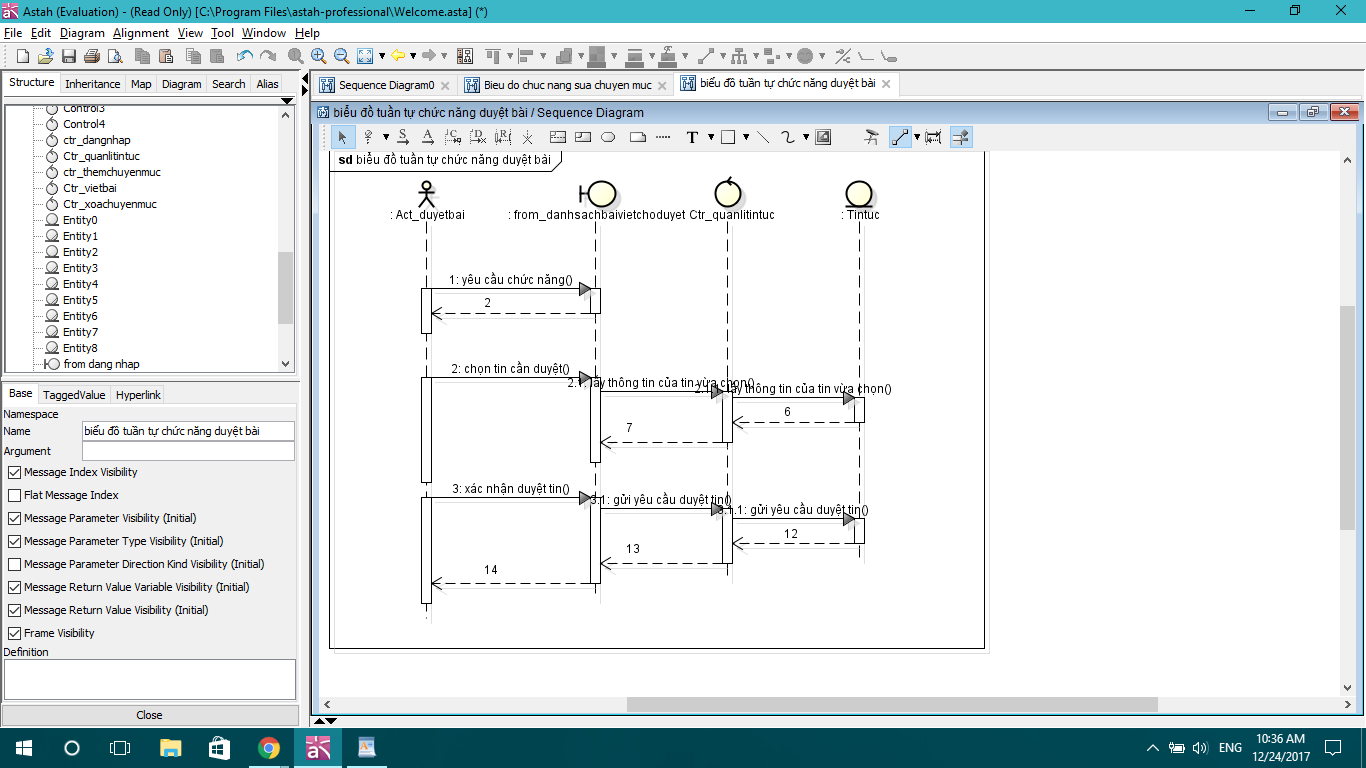 Astah (Evaluation) - (Read Only) [C:\Program Files\astah-professional\Welcome.asta] (*)
File Edit Diagram Alignment View Tool Window Help
Structure Inheritance Map Diagram Search Alias
Control3
Control4
ctr_dangnhap
Ctr_quanlitintuc
ctr_themchuyenmuc
Ctr_vietbai
Ctr_xoachuyenmuc
Entity0
Entity1
Entity2
Entity3
Entity4
Entity5
Entity6
Entity7
Entity8
from dang nhap
Base TaggedValue Hyperlink
Namespace
Name biểu đồ tuần tự chức năng duyệt bài
Argument
Message Index Visibility
Flat Message Index
Message Parameter Visibility (Initial)
Message Parameter Type Visibility (Initial)
Message Parameter Direction Kind Visibility (Initial)
Message Return Value Variable Visibility (Initial)
Message Return Value Visibility (Initial)
Frame Visibility
Definition
Close
Sequence Diagram0 Bieu do chuc nang sua chuyen muc biểu đồ tuần tự chức năng duyệt bài
biểu đồ tuần tự chức năng duyệt bài / Sequence Diagram
T
sd biểu đồ tuần tự chức năng duyệt bài
: Act_duyetbai : from_danhsachbaivietchoduyet Ctr_quanlitintuc : Tintuc
1: yêu cầu chức năng()
2
2: chọn tin cần duyệt()
2.1: lấy thông tin của tin vừa chọn()
2.1.1: lấy thông tin của tin vừa chọn()
6
7
3: xác nhận duyệt tin()
3.1: gửi yêu cầu duyệt tin()
3.1.1: gửi yêu cầu duyệt tin()
12
13
14
ENG
10:36 AM
12/24/2017